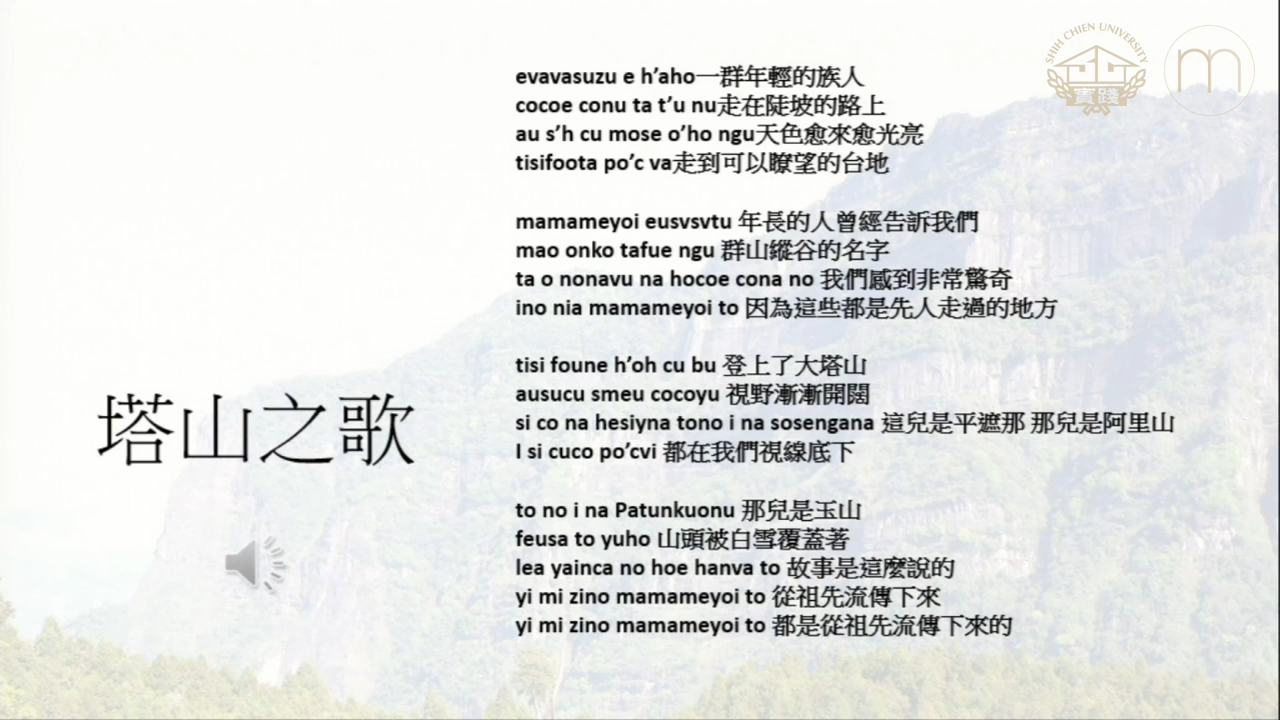 SHIH CHIEN UNIVERSITY
實踐
m
塔山之歌
evavasuzu e h’aho一群年輕的族人
cocoe conu ta t’u nu走在陡坡的路上
au s’h cu mose o’ho ngu天色愈來愈光亮
tisifoota po’c va走到可以瞭望的台地
mamameyoi eusvsvtu 年長的人曾經告訴我們
mao onko tafue ngu 群山縱谷的名字
ta o nonavu na hocoe cona no 我們感到非常驚奇
ino nia mamameyoi to 因為這些都是先人走過的地方
tisi foune h’oh cu bu 登上了大塔山
ausucu smeu cocoyu 視野漸漸開闊
si co na hesiyna tono i na sosengana 這兒是平遮那 那兒是阿里山
I si cuco po’cvi 都在我們視線底下
to no i na Patunkuonu 那兒是玉山
feusa to yuho 山頭被白雪覆蓋著
lea yainca no hoe hanva to 故事是這麼說的
yi mi zino mamameyoi to 從祖先流傳下來
yi mi zino mamameyoi to 都是從祖先流傳下來的